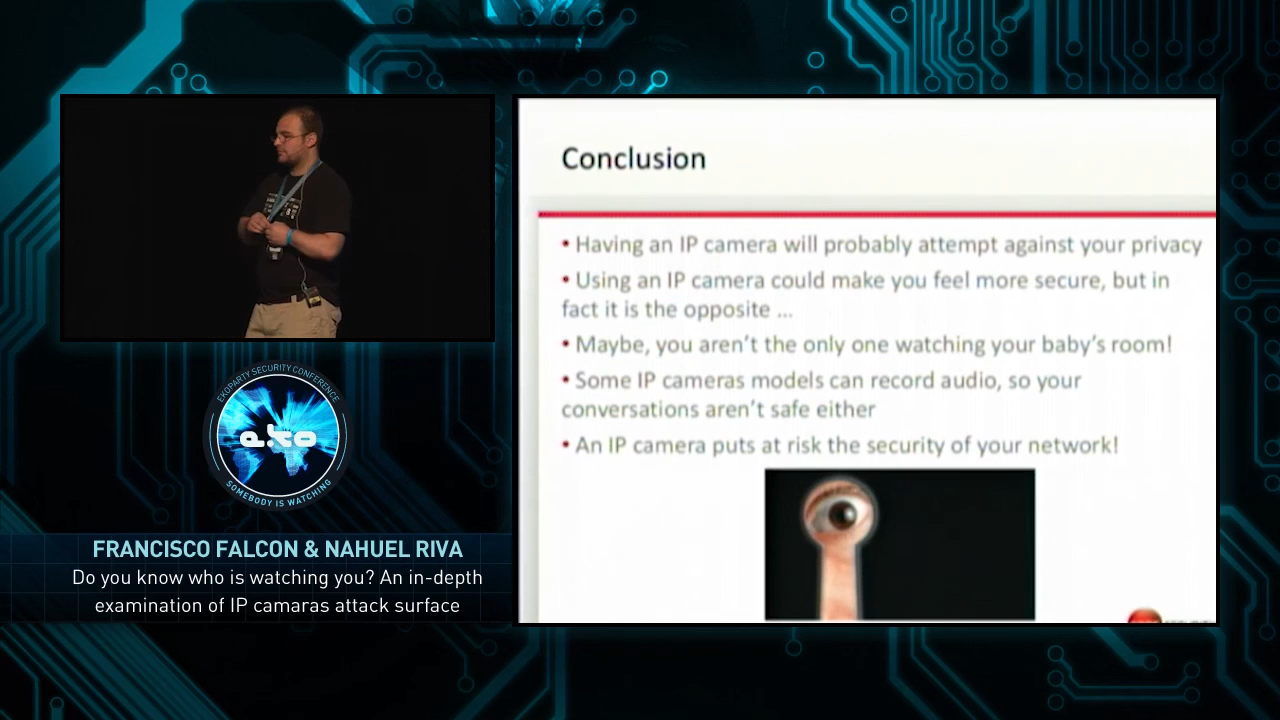 Conclusion
• Having an IP camera will probably attempt against your privacy
• Using an IP camera could make you feel more secure, but in
fact it is the opposite ...
• Maybe, you aren't the only one watching your baby's room!
• Some IP cameras models can record audio, so your
conversations aren't safe either
• An IP camera puts at risk the security of your network!
EKOPARTY SECURITY CONFERENCE
eko
SOMEBODY IS WATCHING
FRANCISCO FALCON & NAHUEL RIVA
Do you know who is watching you? An in-depth
examination of IP camaras attack surface